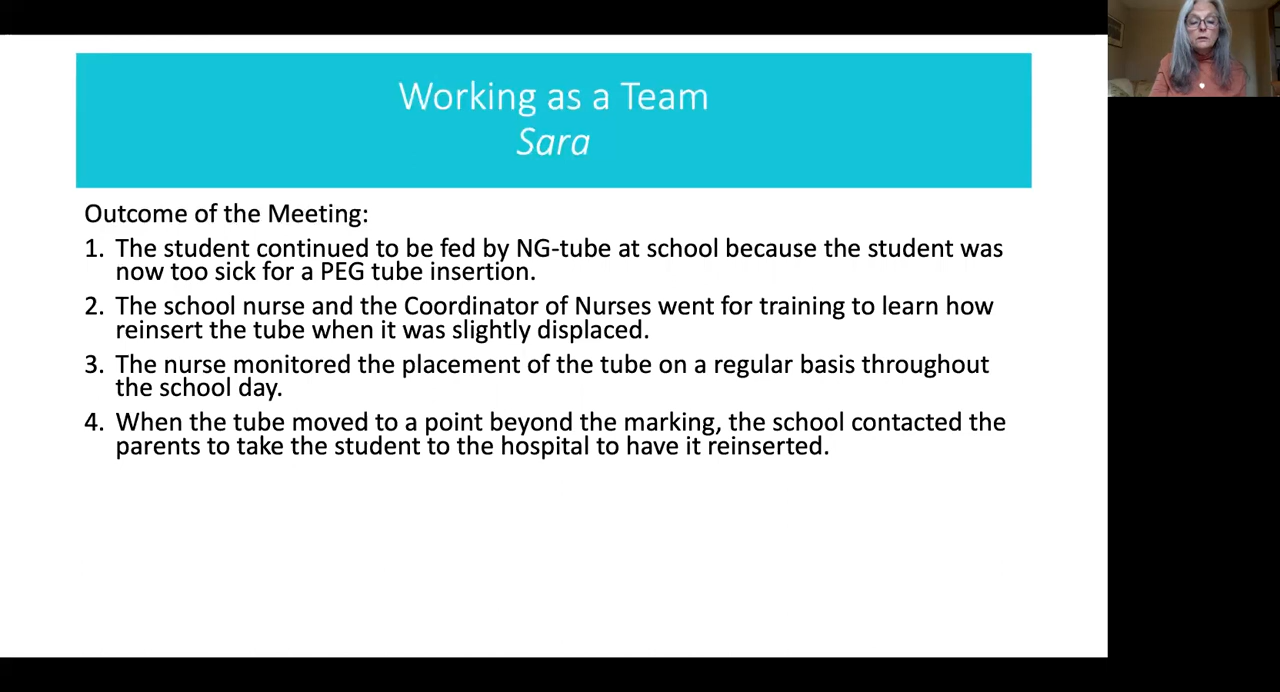 Working as a Team
Sara
Outcome of the Meeting:
1. The student continued to be fed by NG-tube at school because the student was
now too sick for a PEG tube insertion.
2. The school nurse and the Coordinator of Nurses went for training to learn how
reinsert the tube when it was slightly displaced.
3. The nurse monitored the placement of the tube on a regular basis throughout
the school day.
4. When the tube moved to a point beyond the marking, the school contacted the
parents to take the student to the hospital to have it reinserted.